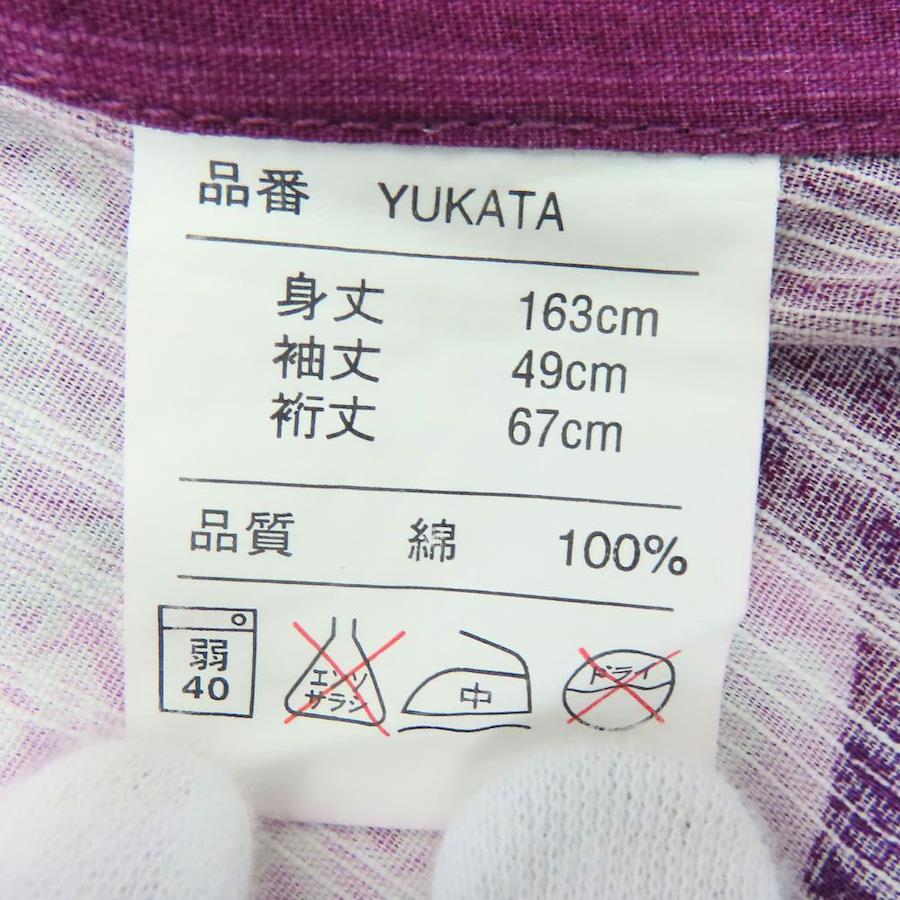 品番 YUKATA
身丈 163cm
袖丈 49cm
裄丈 67cm
品質 綿 100%
弱
40
エンソ
サラシ
中
ドライ